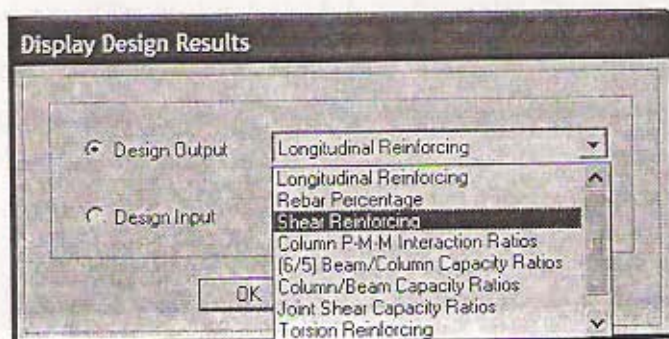 Display Design Results
Design Output
Longitudinal Reinforcing
Longitudinal Reinforcing
Rebar Percentage
Shear Reinforcing
Design Input
Column P-M-M Interaction Ratios
(6/5) Beam/Column Capacity Ratios
Column/Beam Capacity Ratios
OK
Joint Shear Capacity Ratios
Torsion Reinforcing